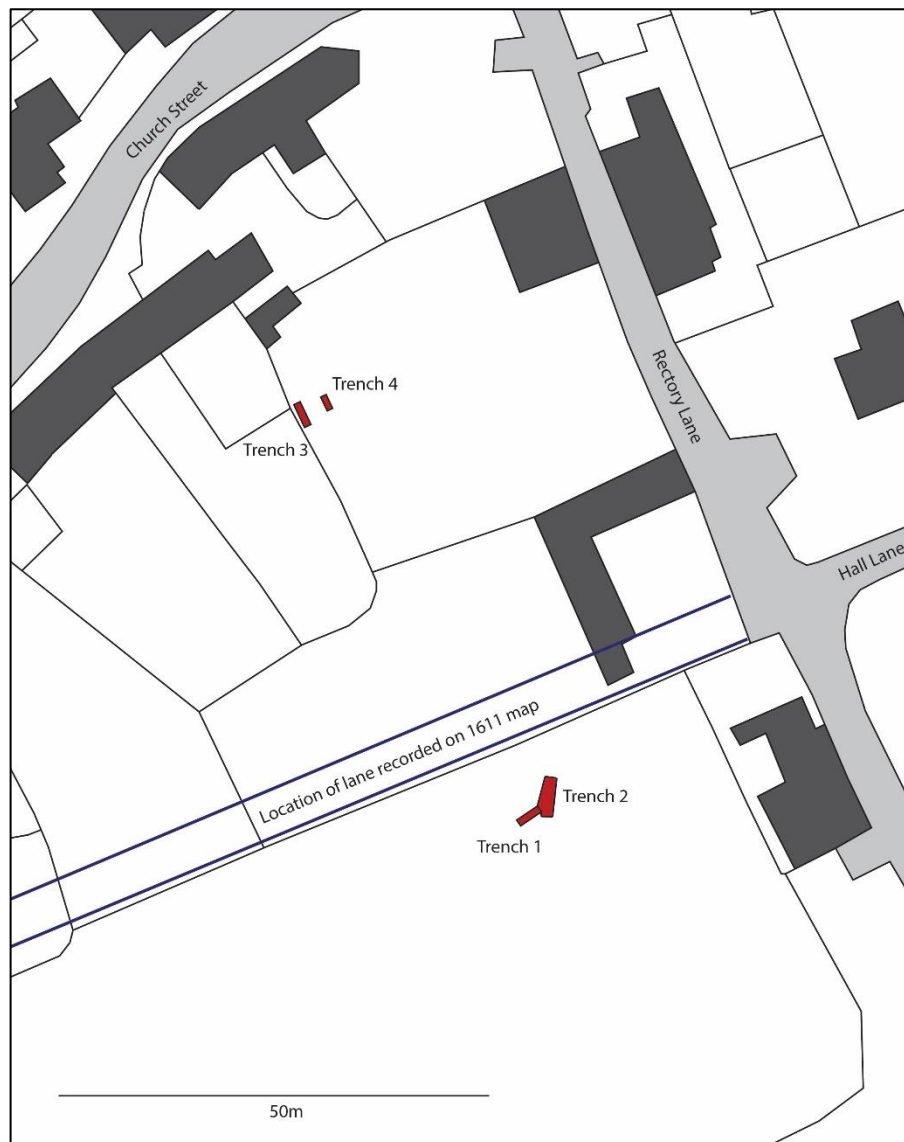 Church Street
Trench 4
Rectory Lane
Trench 3
Hall Lane
Location of lane recorded on 1611 map
Trench 2
Trench 1
50m